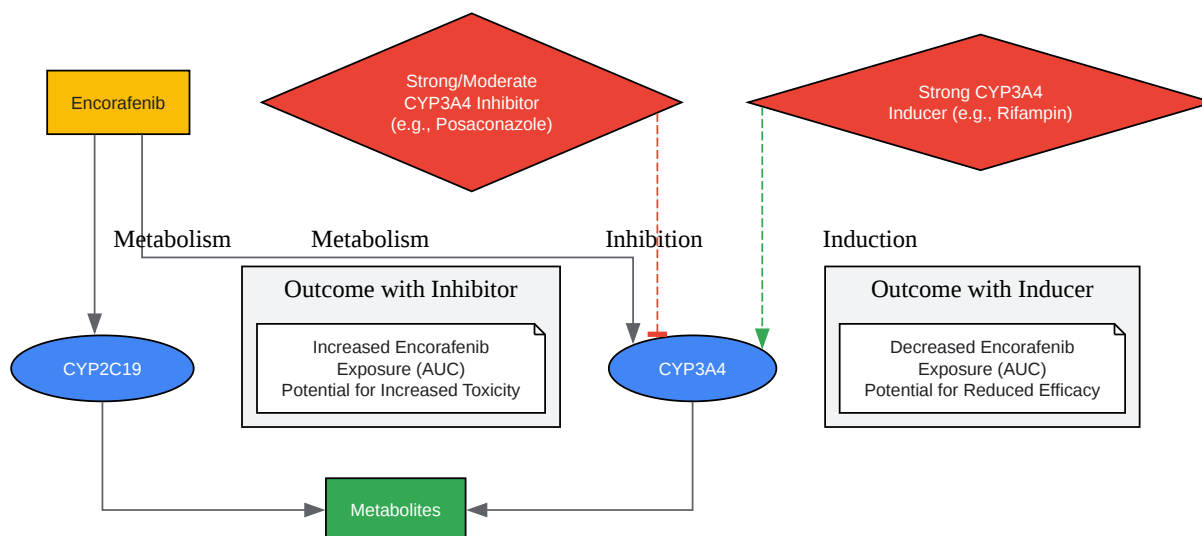 Encorafenib
Strong/Moderate
CYP3A4 Inhibitor
(e.g., Posaconazole)
Strong CYP3A4
Inducer (e.g., Rifampin)
Metabolism
Metabolism
Inhibition
Induction
Outcome with Inhibitor
Increased Encorafenib
Exposure (AUC)
Potential for Increased Toxicity
Outcome with Inducer
Decreased Encorafenib
Exposure (AUC)
Potential for Reduced Efficacy
CYP2C19
CYP3A4
Metabolites